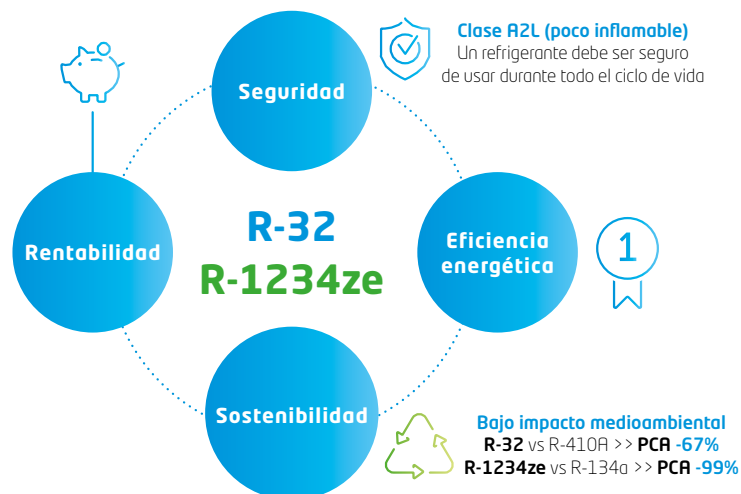 Clase A2L (poco inflamable)
Un refrigerante debe ser seguro
de usar durante todo el ciclo de vida
Seguridad
Rentabilidad
R-32
R-1234ze
Eficiencia
energética
1
Sostenibilidad
Bajo impacto medioambiental
R-32 vs R-410A >> PCA -67%
R-1234ze vs R-134a >> PCA -99%